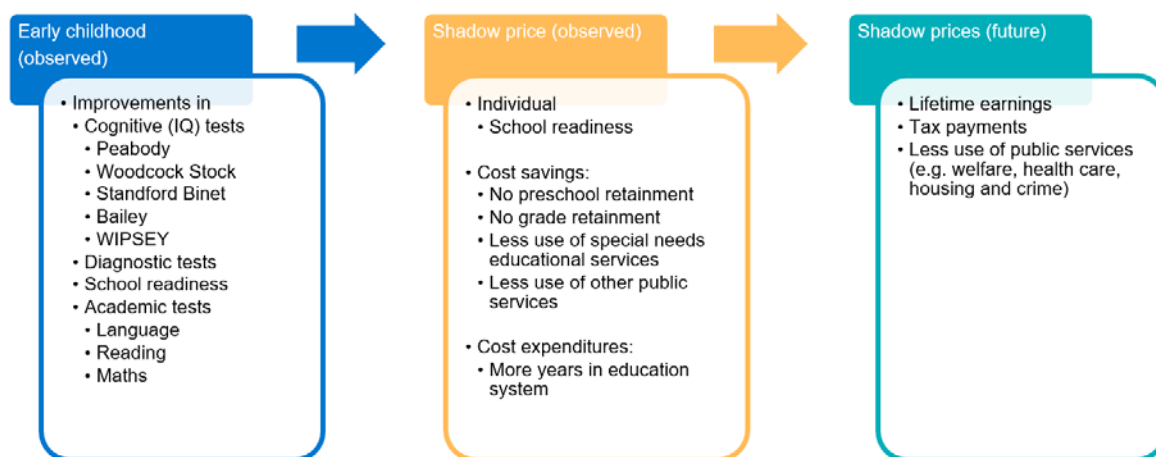 Early childhood
(observed)
• Improvements in
• Cognitive (IQ) tests
• Peabody
• Woodcock Stock
• Standford Binet
• Bailey
• WIPSEY
• Diagnostic tests
• School readiness
• Academic tests
• Language
• Reading
• Maths
Shadow price (observed)
• Individual
• School readiness
• Cost savings:
• No preschool retainment
• No grade retainment
• Less use of special needs
educational services
• Less use of other public
services
• Cost expenditures:
• More years in education
system
Shadow prices (future)
• Lifetime earnings
• Tax payments
• Less use of public services
(e.g. welfare, health care,
housing and crime)